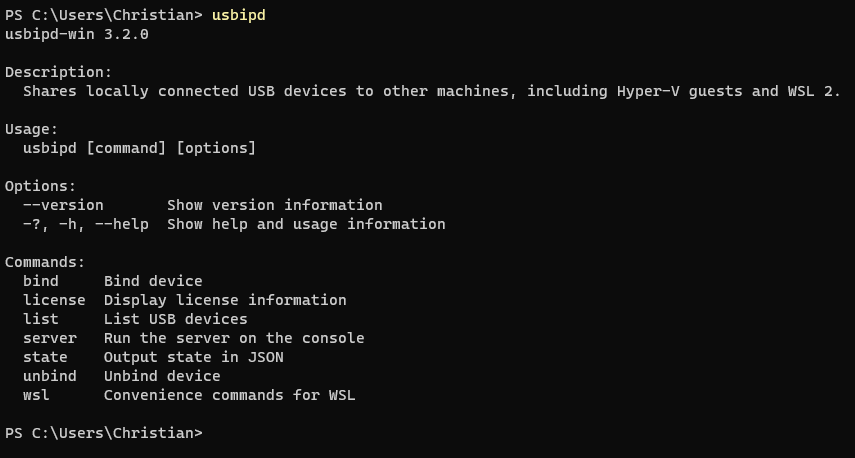 PS C:\Users\Christian> usbipd
usbipd-win 3.2.0

Description:
  Shares locally connected USB devices to other machines, including Hyper-V guests and WSL 2.

Usage:
  usbipd [command] [options]

Options:
  --version       Show version information
  -?, -h, --help  Show help and usage information

Commands:
  bind     Bind device
  license  Display license information
  list     List USB devices
  server   Run the server on the console
  state    Output state in JSON
  unbind   Unbind device
  wsl      Convenience commands for WSL

PS C:\Users\Christian>